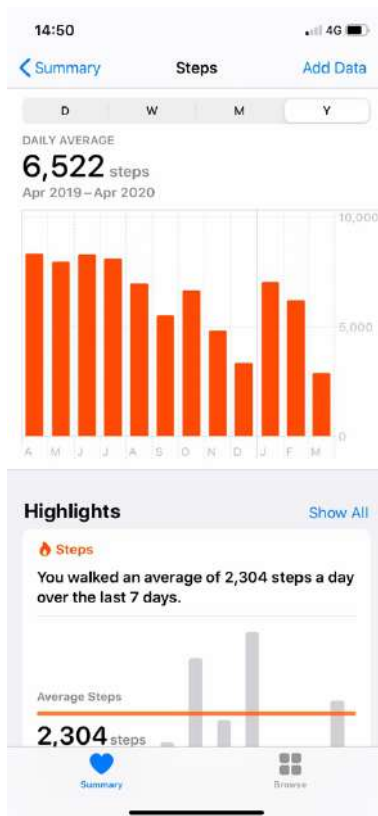 14:50 4G
Summary Steps Add Data
D W M Y
DAILY AVERAGE
6,522 steps
Apr 2019–Apr 2020
10,000
5,000
0
A M J J A S O N D J F M
Highlights Show All
Steps
You walked an average of 2,304 steps a day
over the last 7 days.
Average Steps
2,304 steps
Summary Browse